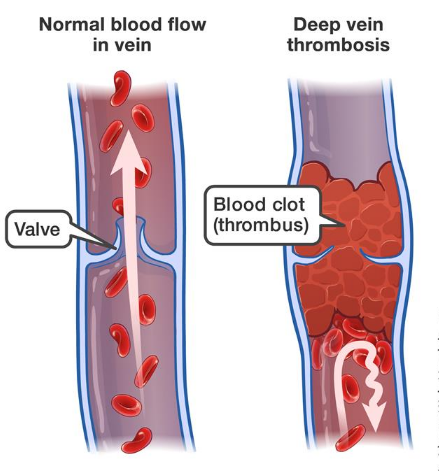 Normal blood flow
in vein
Deep vein
thrombosis
Valve
Blood clot
(thrombus)